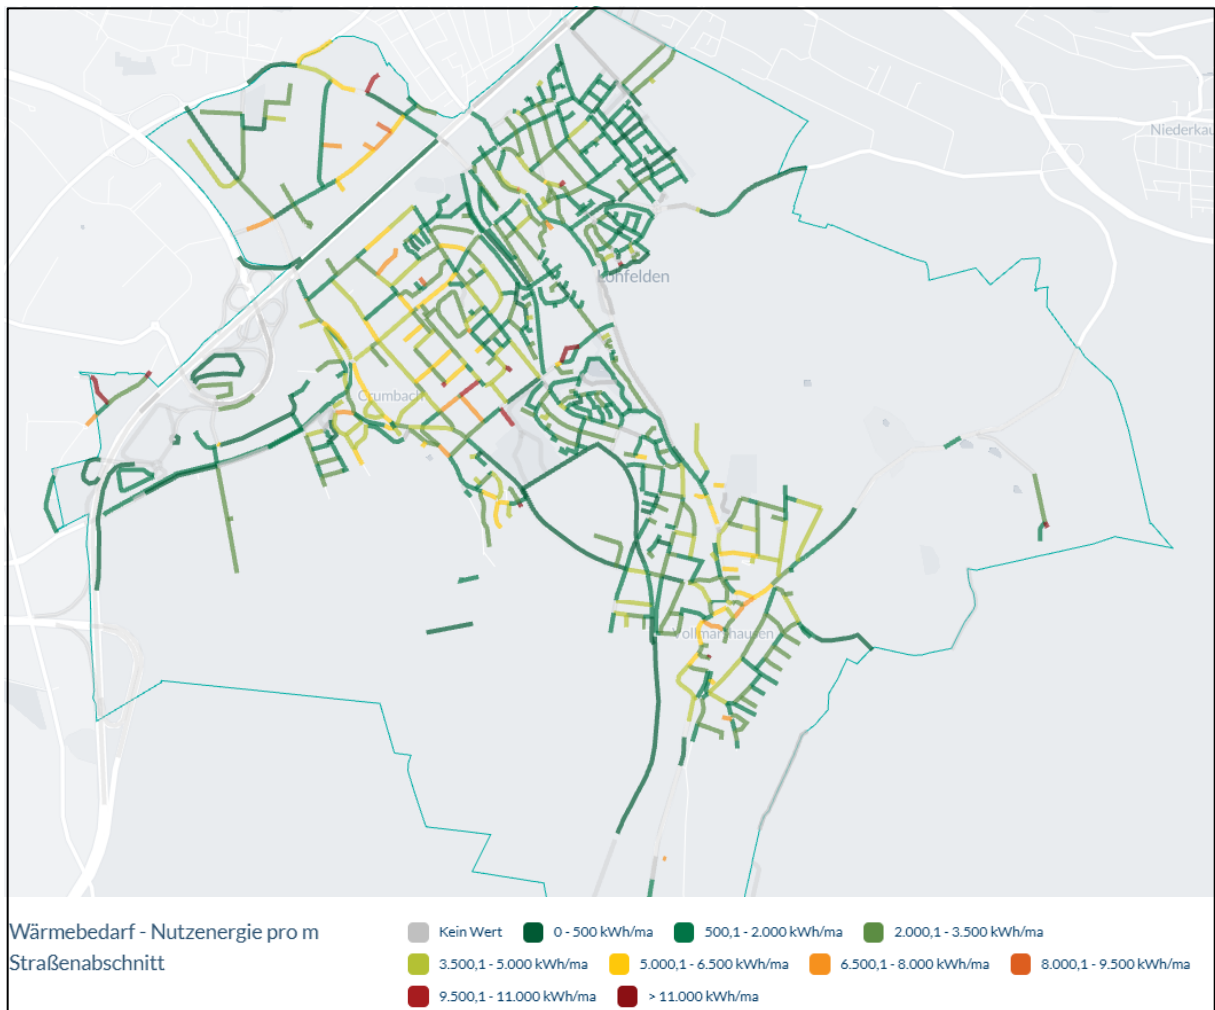 Niederkau
Lohfelden
Crumbach
Vollmarshausen
Wärmebedarf - Nutzenergie pro m
Straßenabschnitt
Kein Wert
0 - 500 kWh/ma
500,1 - 2.000 kWh/ma
2.000,1 - 3.500 kWh/ma
3.500,1 - 5.000 kWh/ma
5.000,1 - 6.500 kWh/ma
6.500,1 - 8.000 kWh/ma
8.000,1 - 9.500 kWh/ma
9.500,1 - 11.000 kWh/ma
> 11.000 kWh/ma